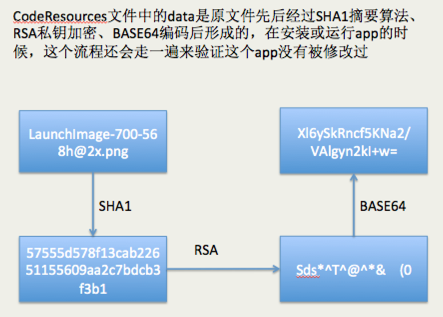 CodeResources文件中的data是原文件先后经过SHA1摘要算法、
RSA私钥加密、BASE64编码后形成的，在安装或运行app的时
候，这个流程还会走一遍来验证这个app没有被修改过
LaunchImage-700-56
8h@2x.png
Xl6ySkRncf5KNa2/
VAlgyn2kI+w=
SHA1
BASE64
57555d578f13cab226
51155609aa2c7bdcb3
f3b1
RSA
Sds*^T^@^*& (0